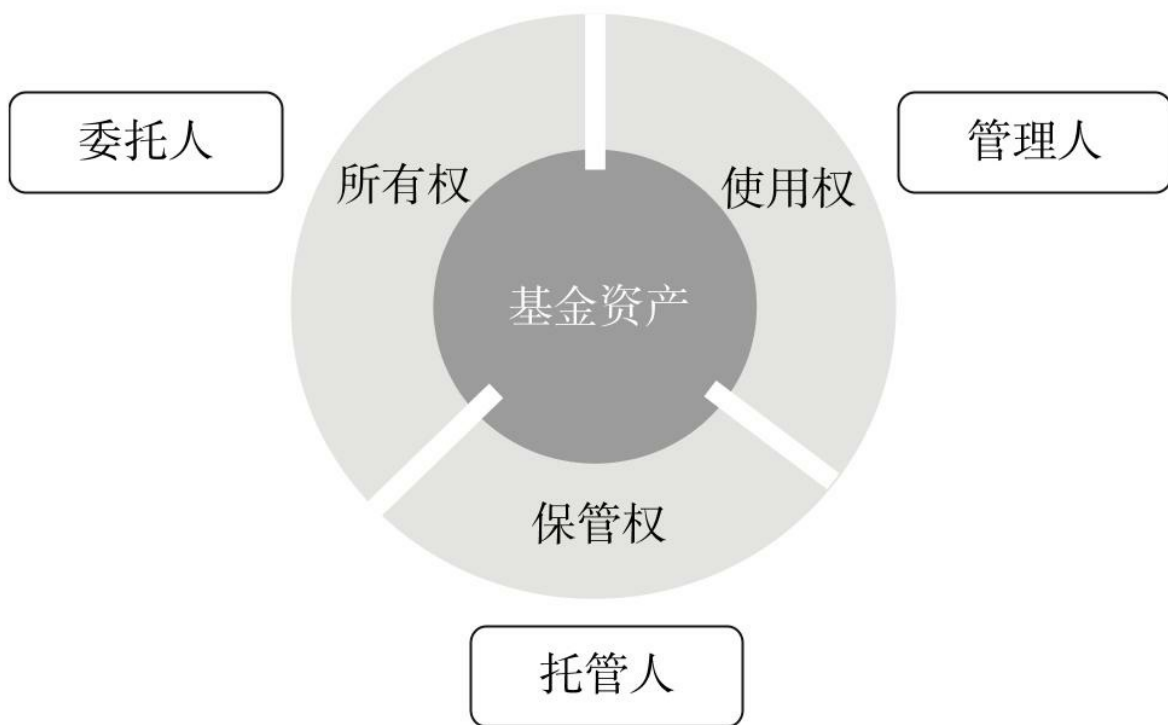 委托人
管理人
所有权
使用权
基金资产
保管权
托管人